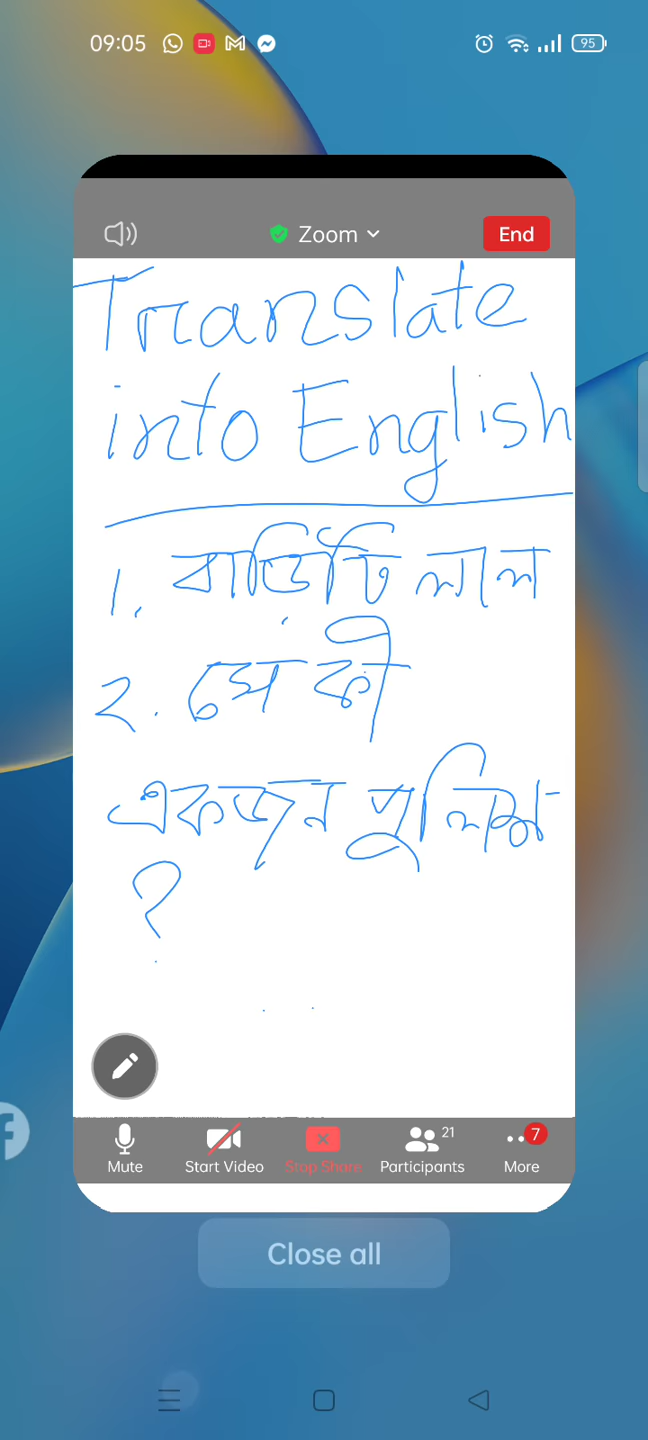 09:05
95
Zoom
End
Translate
into English
1. বাড়িটি লাল
২. সে কী
একজন পুলিশ
?
21
7
Mute Start Video Stop Share Participants More
Close all